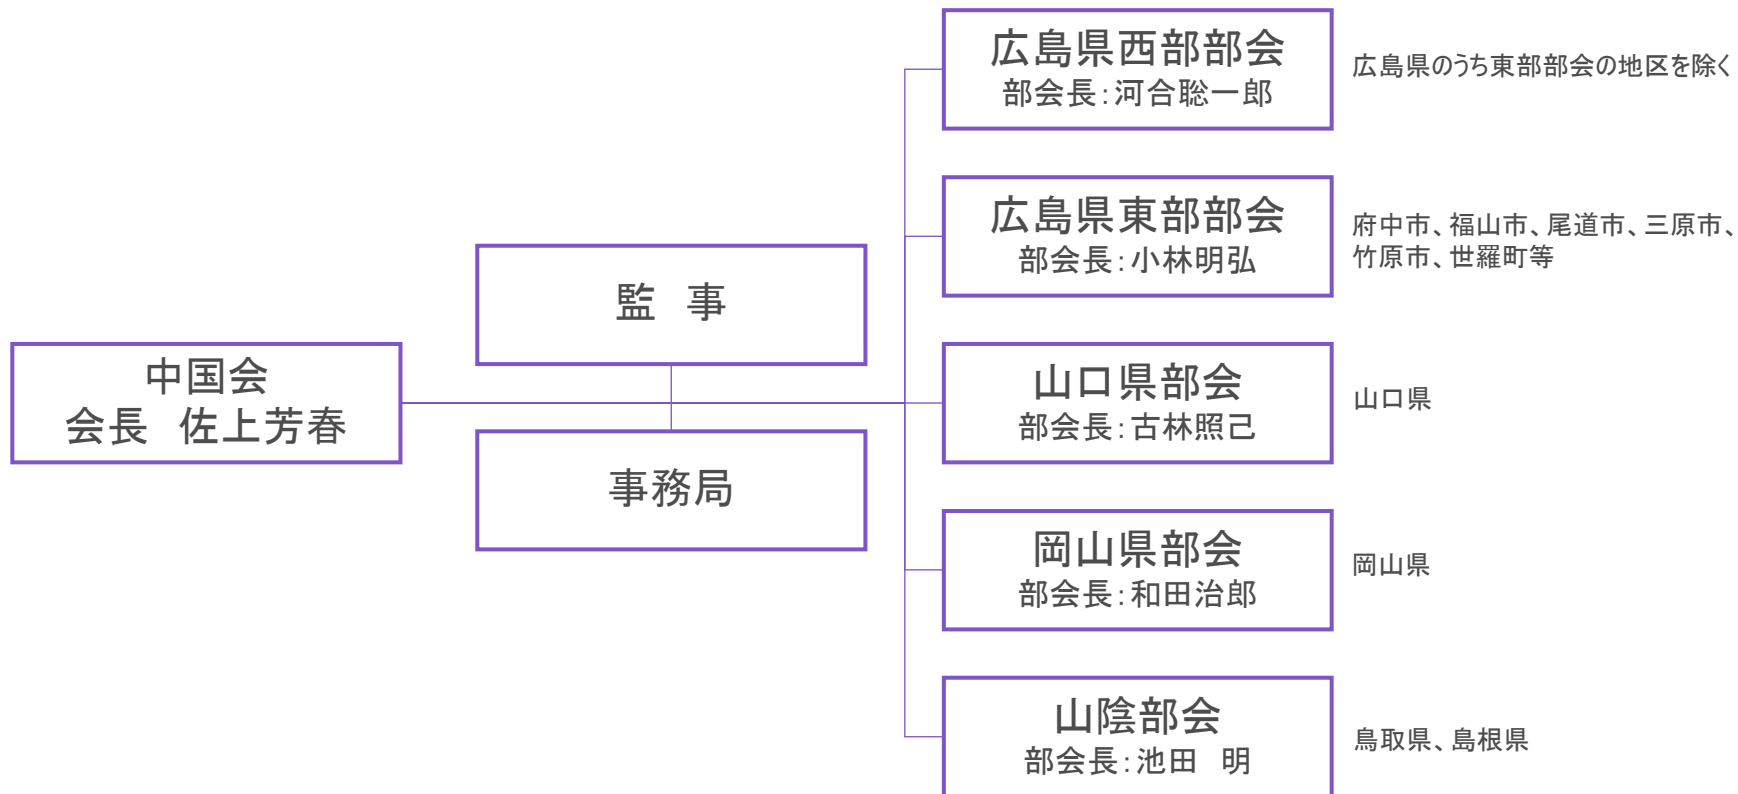 中国会
会長　佐上芳春
監　事
事務局
広島県西部部会
部会長：河合聡一郎
広島県のうち東部部会の地区を除く
広島県東部部会
部会長：小林明弘
府中市、福山市、尾道市、三原市、
竹原市、世羅町等
山口県部会
部会長：古林照己
山口県
岡山県部会
部会長：和田治郎
岡山県
山陰部会
部会長：池田　明
鳥取県、島根県